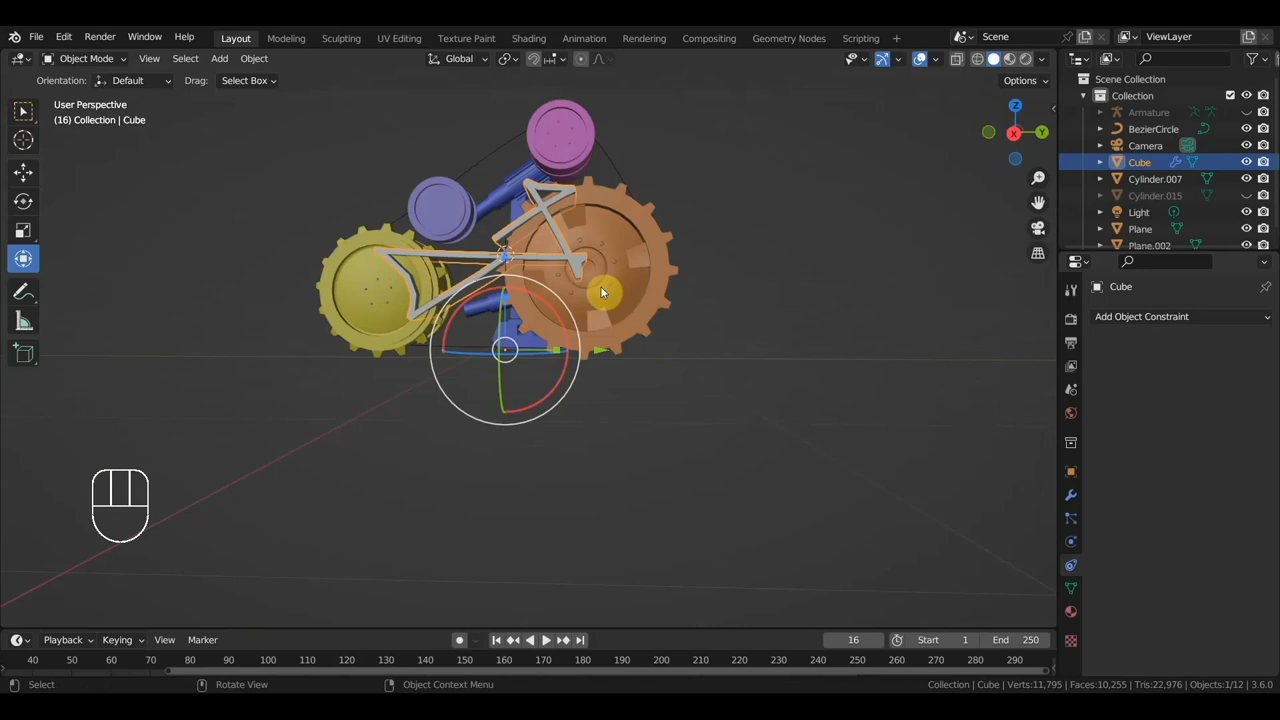 File Edit Render Window Help Layout Modeling Sculpting UV Editing Texture Paint Shading Animation Rendering Compositing Geometry Nodes Scripting + Scene ViewLayer
Object Mode View Select Add Object Global
Orientation: Default Drag: Select Box Options
User Perspective
(16) Collection | Cube
Z
Y
X
Scene Collection
Collection
Armature
BezierCircle
Camera
Cube
Cylinder.007
Cylinder.015
Light
Plane
Plane.002
Cube
Add Object Constraint
Playback Keying View Marker 16 Start 1 End 250
40 50 60 70 80 90 100 110 120 130 140 150 160 170 180 190 200 210 220 230 240 250 260 270 280 290
Select Rotate View Object Context Menu Collection | Cube | Verts:11,795 | Faces:10,255 | Tris:22,976 | Objects:1/12 | 3.6.0